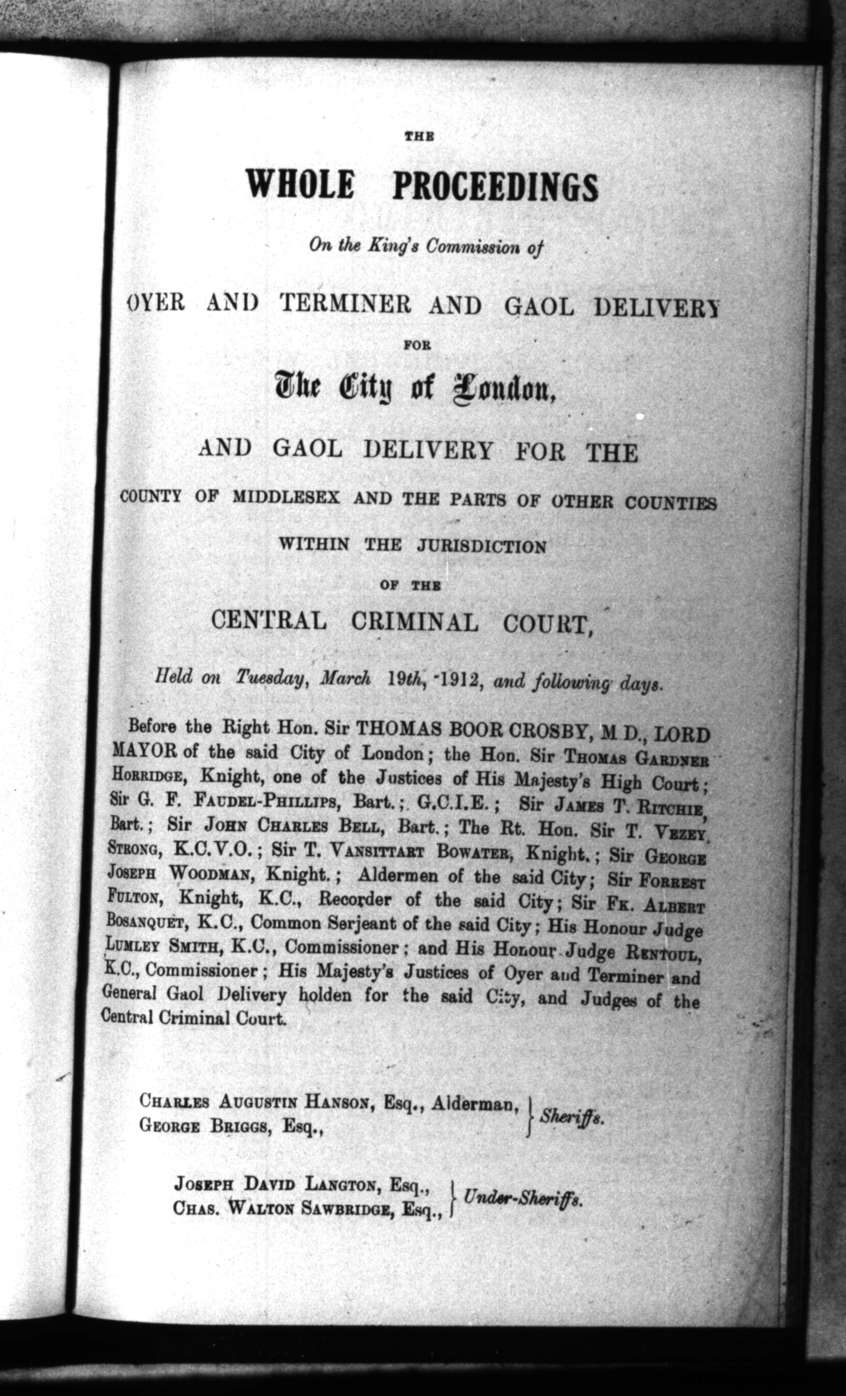 THE
WHOLE PROCEEDINGS
On the King's Commission of
OYER AND TERMINER AND GAOL DELIVERY
FOR
The City of London,
AND GAOL DELIVERY FOR THE
COUNTY OF MIDDLESEX AND THE PARTS OF OTHER COUNTIES
WITHIN THE JURISDICTION
OF THE
CENTRAL CRIMINAL COURT,
Held on Tuesday, March 19th, 1912, and following days.
Before the Right Hon. Sir THOMAS BOOR CROSBY, M D., LORD
MAYOR of the said City of London; the Hon. Sir THOMAS GARDNER
HORRIDGE, Knight, one of the Justices of His Majesty's High Court;
Sir G. F. FAUDEL-PHILLIPS, Bart.; G.C.I.E.; Sir JAMES T. RITCHIE,
Bart.; Sir JOHN CHARLES BELL, Bart.; The Rt. Hon. Sir T. VEZEY
STRONG, K.C.V.O.; Sir T. VANSITTART BOWATER, Knight.; Sir GEORGE
JOSEPH WOODMAN, Knight.; Aldermen of the said City; Sir FORREST
FULTON, Knight, K.C., Recorder of the said City; Sir FK. ALBERT
BOSANQUET, K.C., Common Serjeant of the said City; His Honour Judge
LUMLEY SMITH, K.C., Commissioner; and His Honour Judge RENTOUL,
K.C., Commissioner; His Majesty's Justices of Oyer and Terminer and
General Gaol Delivery holden for the said City, and Judges of the
Central Criminal Court.
CHARLES AUGUSTIN HANSON, Esq., Alderman, } Sheriffs.
GEORGE BRIGGS, Esq.,
JOSEPH DAVID LANGTON, Esq., } Under-Sheriffs.
CHAS. WALTON SAWBRIDGE, Esq.,